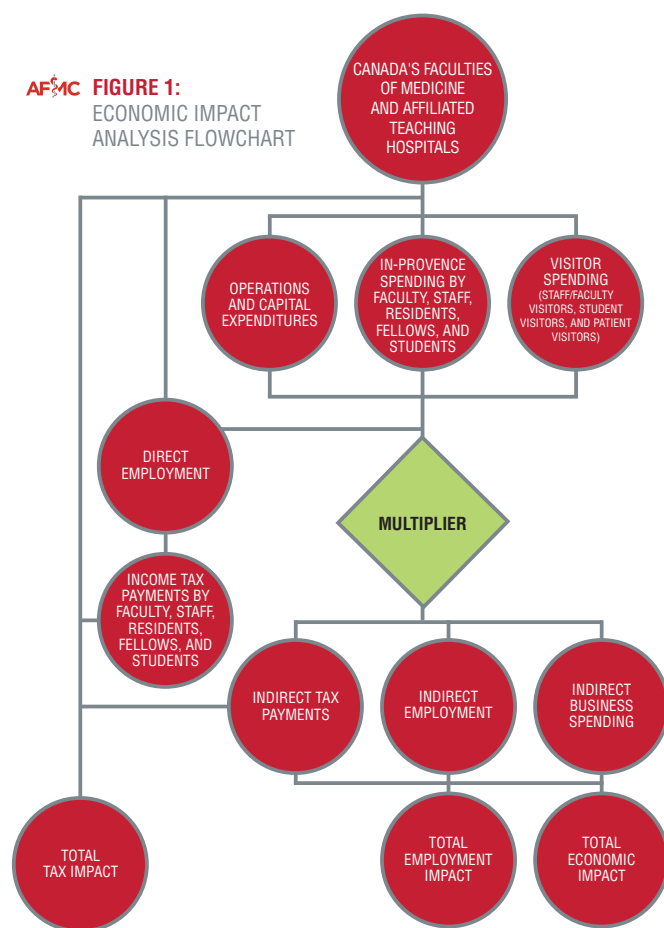 AFMC FIGURE 1:
ECONOMIC IMPACT
ANALYSIS FLOWCHART
CANADA'S FACULTIES
OF MEDICINE
AND AFFILIATED
TEACHING
HOSPITALS
OPERATIONS
AND CAPITAL
EXPENDITURES
IN-PROVENCE
SPENDING BY
FACULTY, STAFF,
RESIDENTS,
FELLOWS, AND
STUDENTS
VISITOR
SPENDING
(STAFF/FACULTY
VISITORS, STUDENT
VISITORS, AND PATIENT
VISITORS)
DIRECT
EMPLOYMENT
MULTIPLIER
INCOME TAX
PAYMENTS BY
FACULTY, STAFF,
RESIDENTS,
FELLOWS, AND
STUDENTS
INDIRECT TAX
PAYMENTS
INDIRECT
EMPLOYMENT
INDIRECT
BUSINESS
SPENDING
TOTAL
TAX IMPACT
TOTAL
EMPLOYMENT
IMPACT
TOTAL
ECONOMIC
IMPACT